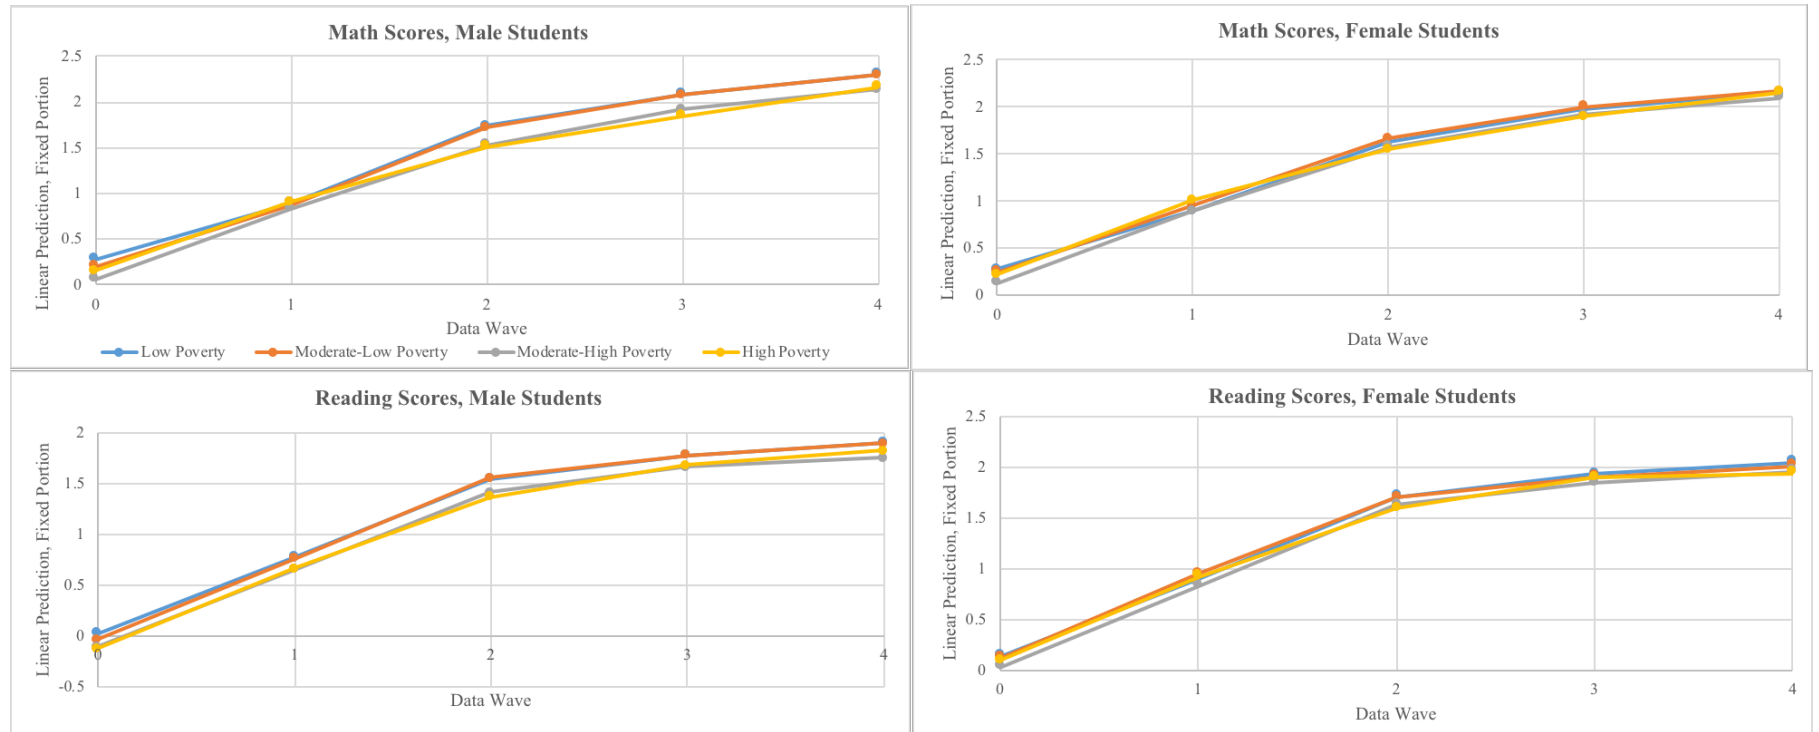 Math Scores, Male Students
Linear Prediction, Fixed Portion
2.5
2
1.5
1
0.5
0
0 1 2 3 4
Data Wave
Low Poverty Moderate-Low Poverty Moderate-High Poverty High Poverty
Math Scores, Female Students
Linear Prediction, Fixed Portion
2.5
2
1.5
1
0.5
0
0 1 2 3 4
Data Wave
Reading Scores, Male Students
Linear Prediction, Fixed Portion
2
1.5
1
0.5
0
-0.5
0 1 2 3 4
Data Wave
Reading Scores, Female Students
Linear Prediction, Fixed Portion
2.5
2
1.5
1
0.5
0
0 1 2 3 4
Data Wave